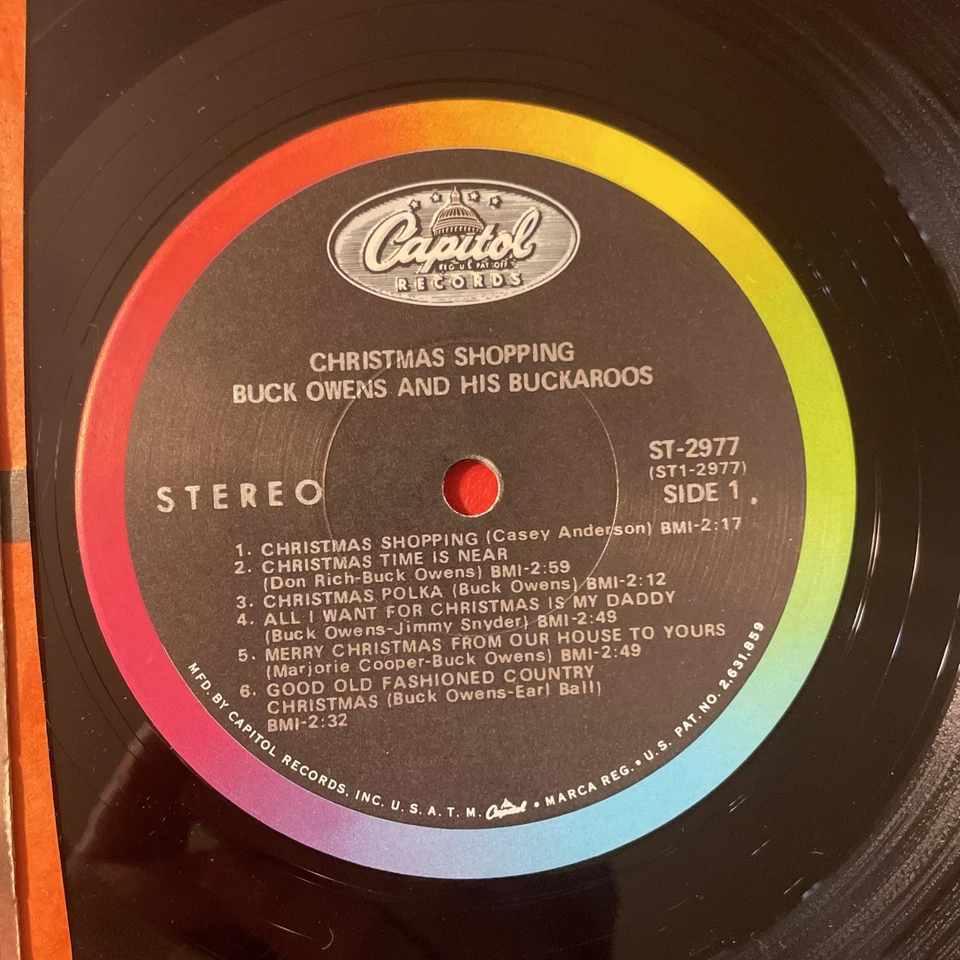 Capitol
REG. U.S. PAT. OFF.
RECORDS
CHRISTMAS SHOPPING
BUCK OWENS AND HIS BUCKAROOS
ST-2977
(ST1-2977)
STEREO
SIDE 1
1. CHRISTMAS SHOPPING (Casey Anderson) BMI-2:17
2. CHRISTMAS TIME IS NEAR
(Don Rich-Buck Owens) BMI-2:59
3. CHRISTMAS POLKA (Buck Owens) BMI-2:12
4. ALL I WANT FOR CHRISTMAS IS MY DADDY
(Buck Owens-Jimmy Snyder) BMI-2:49
5. MERRY CHRISTMAS FROM OUR HOUSE TO YOURS
(Marjorie Cooper-Buck Owens) BMI-2:49
6. GOOD OLD FASHIONED COUNTRY
CHRISTMAS (Buck Owens-Earl Ball)
BMI-2:32
MFD. BY CAPITOL RECORDS, INC. U. S. A. T. M. Capitol • MARCA REG. • U.S. PAT. NO. 2,631,859